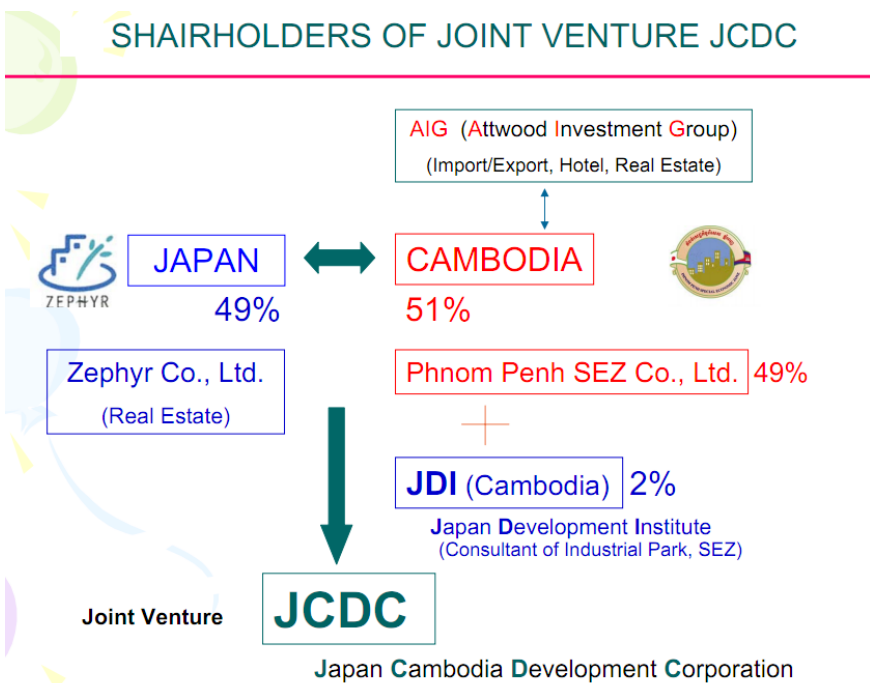 SHAIRHOLDERS OF JOINT VENTURE JCDC
AIG (Attwood Investment Group)
(Import/Export, Hotel, Real Estate)
ZEPHYR
JAPAN
CAMBODIA
49%
51%
Zephyr Co., Ltd.
(Real Estate)
Phnom Penh SEZ Co., Ltd. 49%
JDI (Cambodia) 2%
Japan Development Institute
(Consultant of Industrial Park, SEZ)
Joint Venture
JCDC
Japan Cambodia Development Corporation